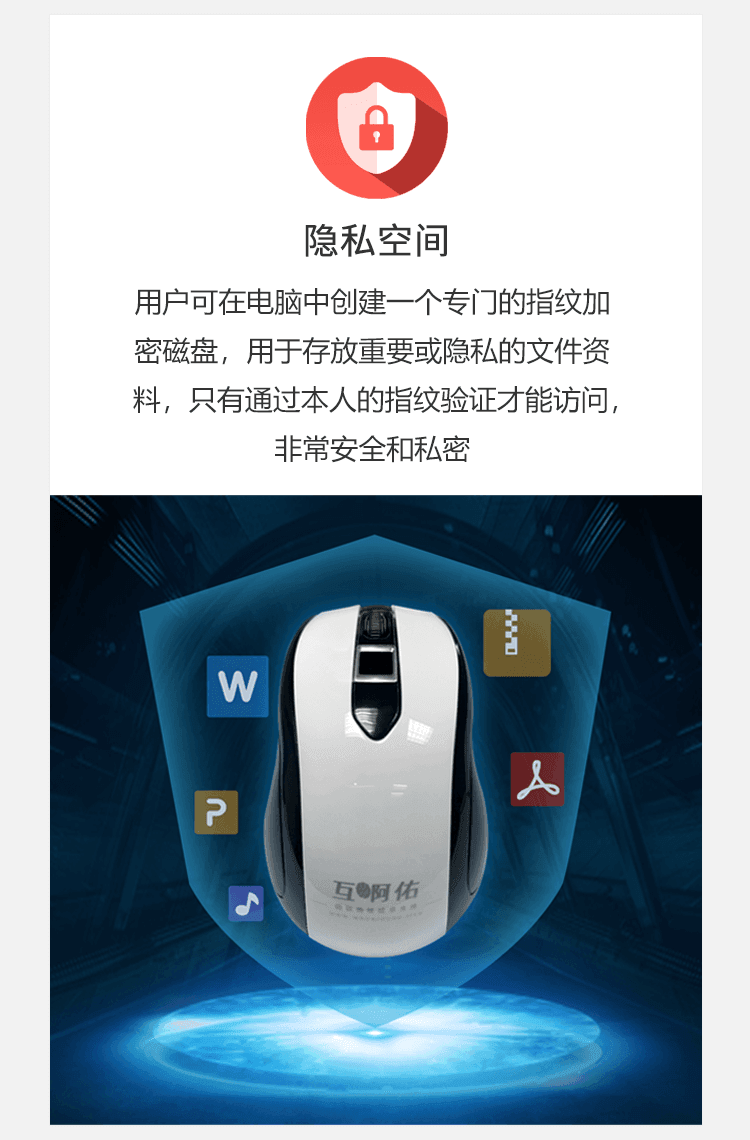 隐私空间
用户可在电脑中创建一个专门的指纹加
密磁盘，用于存放重要或隐私的文件资
料，只有通过本人的指纹验证才能访问，
非常安全和私密
W
P
互啊佑